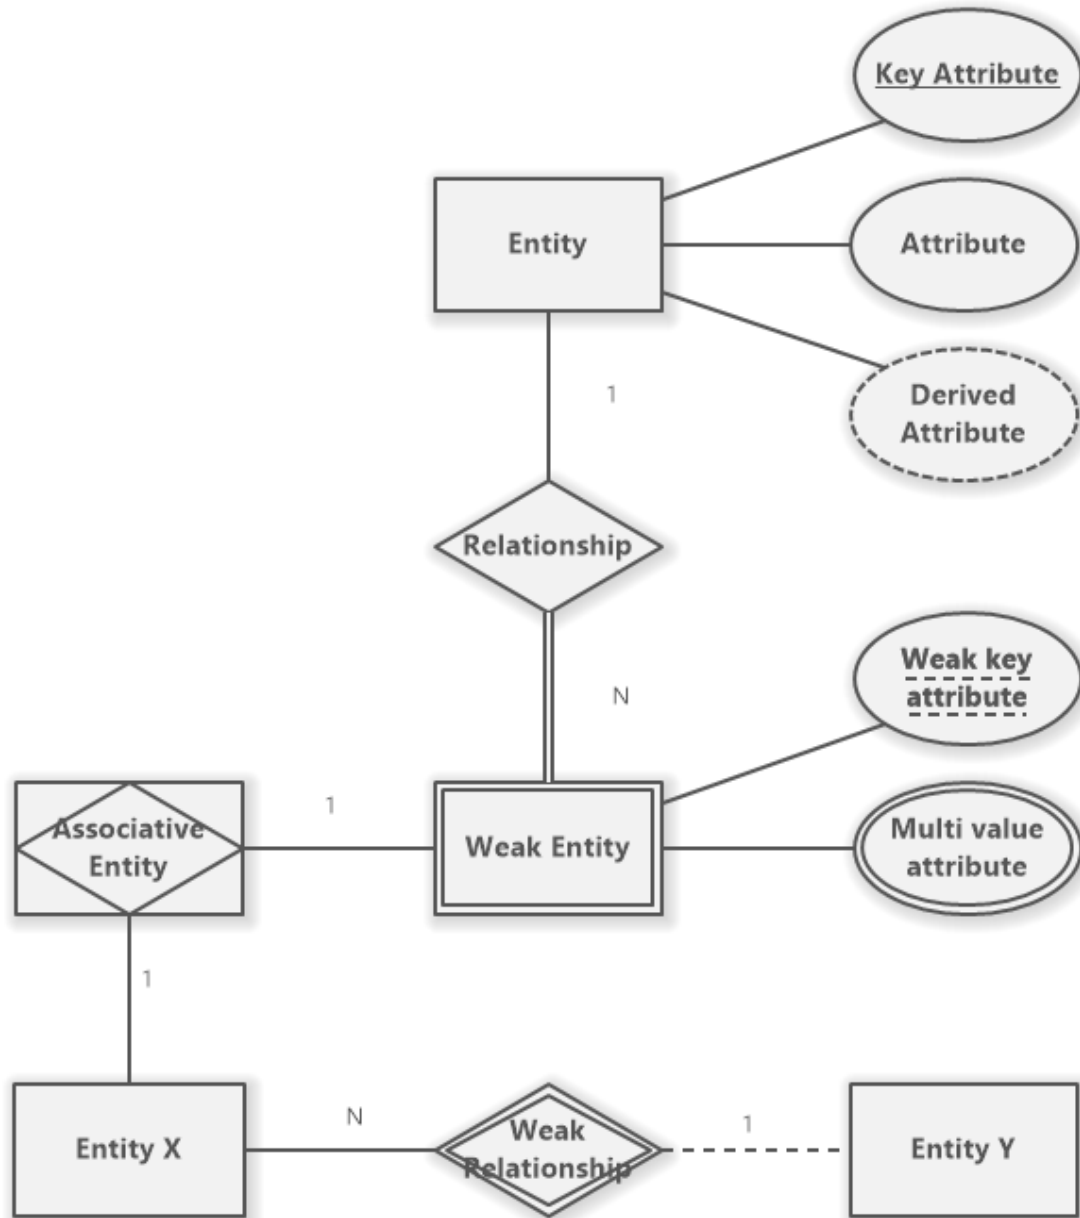 Key Attribute
Entity
Attribute
1
Derived
Attribute
Relationship
N
Weak key
attribute
Associative
Entity
1
Weak Entity
Multi value
attribute
1
Entity X
N
Weak
Relationship
1
Entity Y